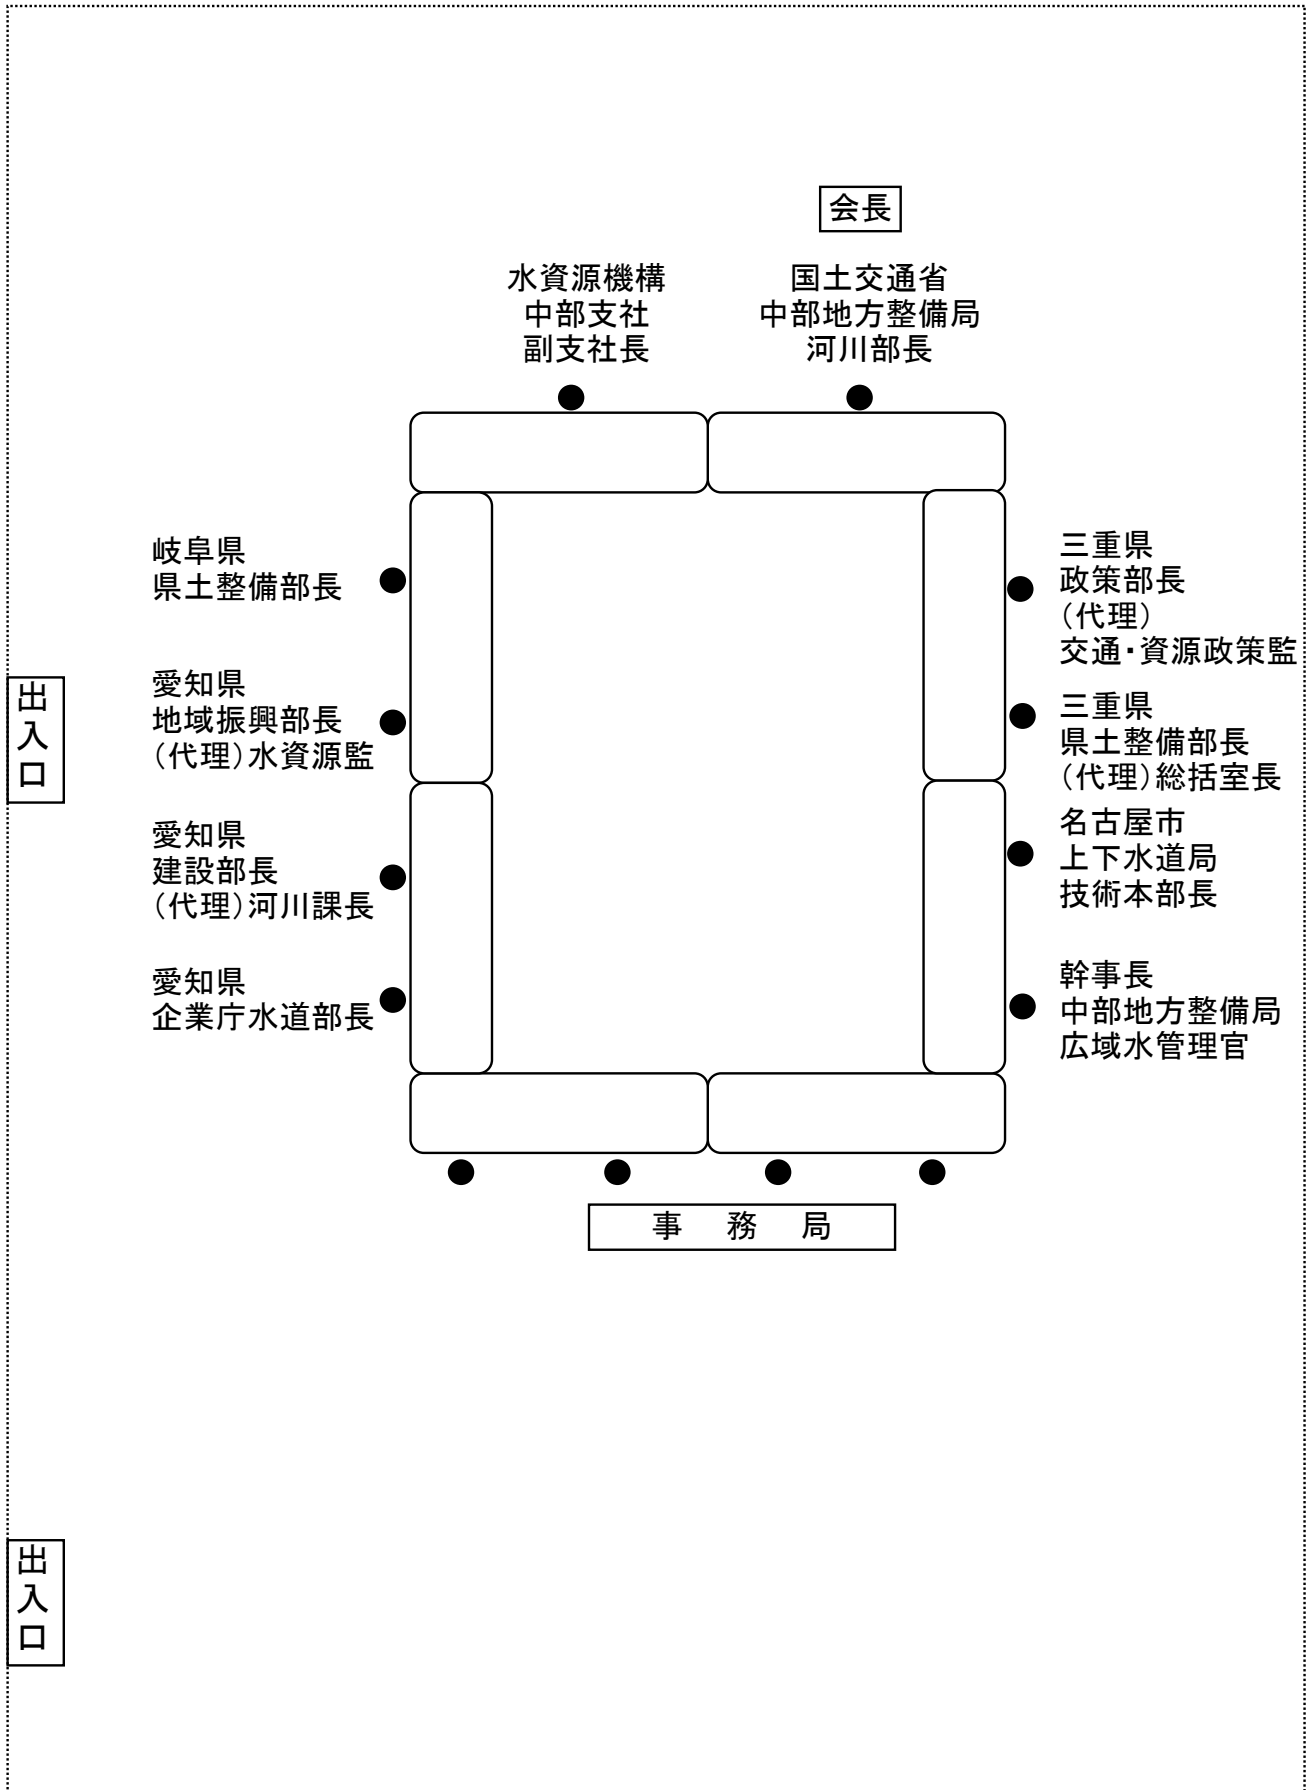 会長
水資源機構
中部支社
副支社長
国土交通省
中部地方整備局
河川部長
岐阜県
県土整備部長
愛知県
地域振興部長
(代理)水資源監
愛知県
建設部長
(代理)河川課長
愛知県
企業庁水道部長
三重県
政策部長
(代理)
交通・資源政策監
三重県
県土整備部長
(代理)総括室長
名古屋市
上下水道局
技術本部長
幹事長
中部地方整備局
広域水管理官
事 務 局
出入口
出入口